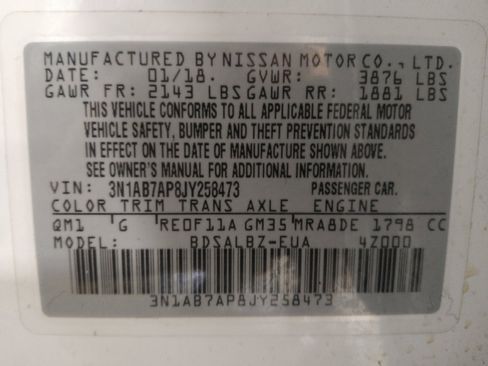 MANUFACTURED BY NISSAN MOTOR CO., LTD.
DATE: 01/18. GVWR: 3876 LBS
GAWR FR: 2143 LBS GAWR RR: 1881 LBS
THIS VEHICLE CONFORMS TO ALL APPLICABLE FEDERAL MOTOR
VEHICLE SAFETY, BUMPER AND THEFT PREVENTION STANDARDS
IN EFFECT ON THE DATE OF MANUFACTURE SHOWN ABOVE.
SEE OWNER'S MANUAL FOR ADDITIONAL INFORMATION.
VIN: 3N1AB7AP8JY258473 PASSENGER CAR.
COLOR TRIM TRANS AXLE ENGINE
QM1 G RE0F11A GM35 MRA8DE 1798 CC
MODEL: BDSALBZ-EUA 4Z000
3N1AB7AP8JY258473